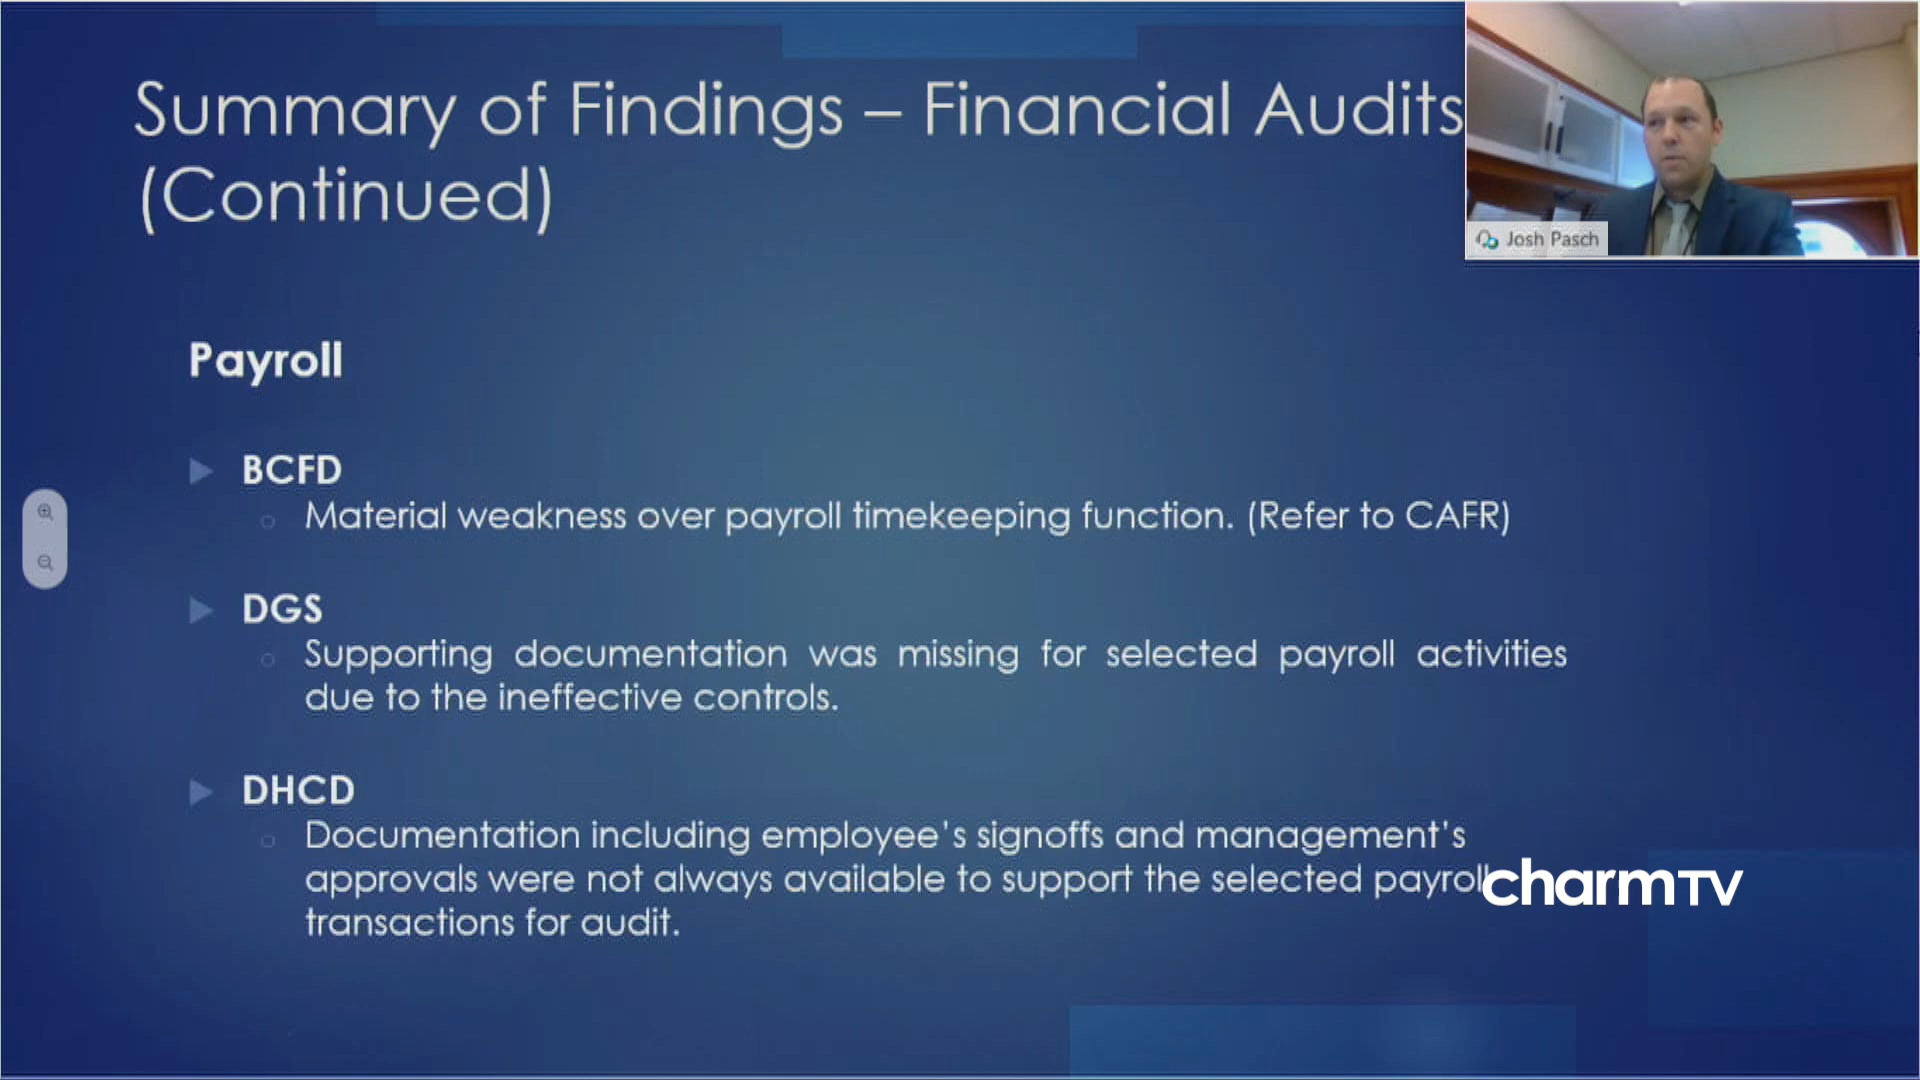 Summary of Findings – Financial Audits
(Continued)
Josh Pasch
Payroll
BCFD
Material weakness over payroll timekeeping function. (Refer to CAFR)
DGS
Supporting documentation was missing for selected payroll activities
due to the ineffective controls.
DHCD
Documentation including employee's signoffs and management's
approvals were not always available to support the selected payroll
transactions for audit.
charmTV